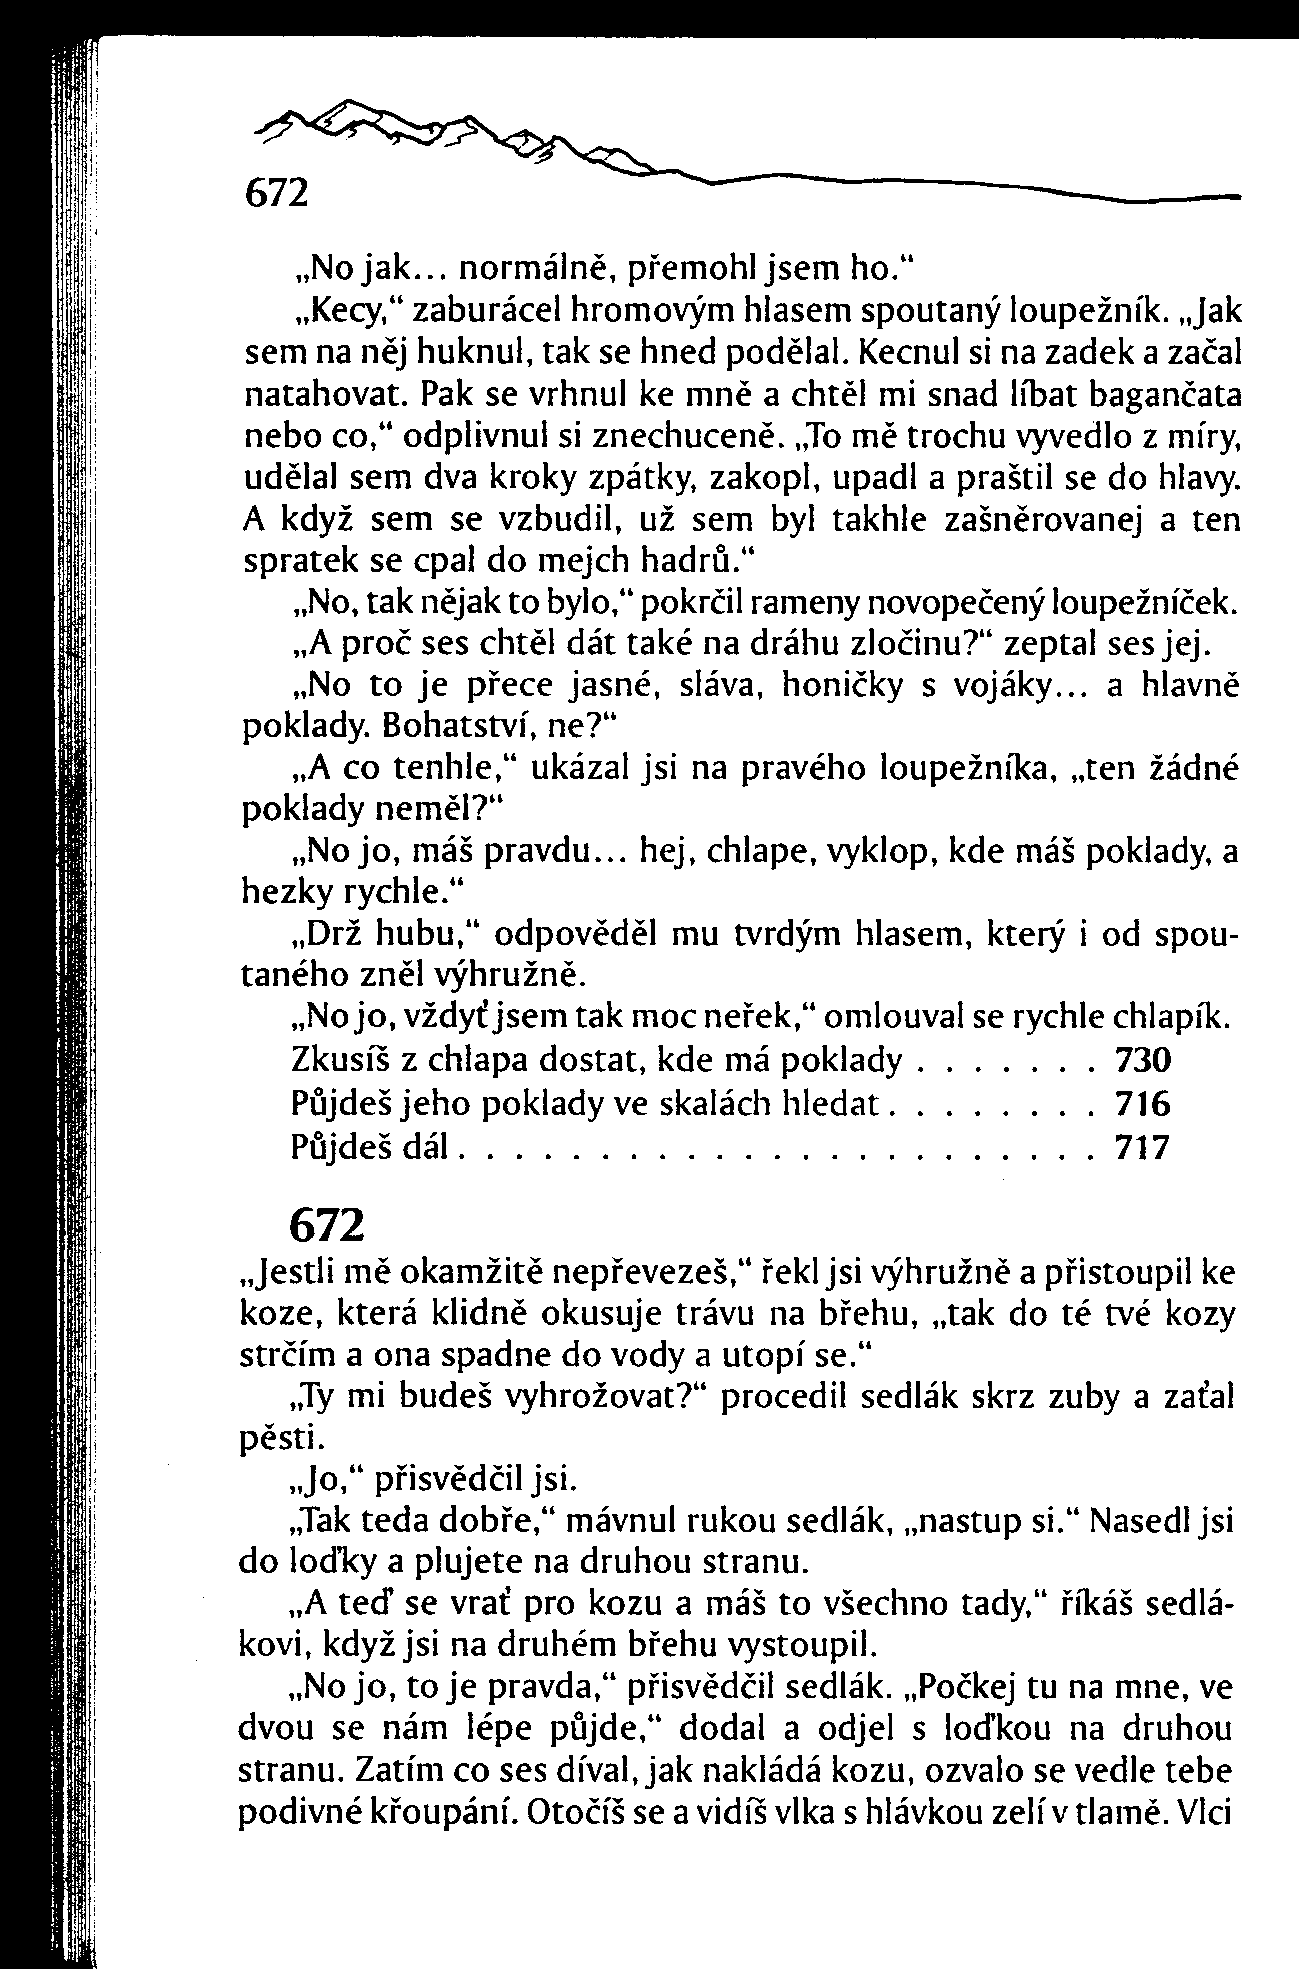 672
„No jak... normálně, přemohl jsem ho.“
„Kecy,“ zaburácel hromovým hlasem spoutaný loupežník. „Jak
sem na něj huknul, tak se hned podělal. Kecnul si na zadek a začal
natahovat. Pak se vrhnul ke mně a chtěl mi snad líbat bagančata
nebo co,“ odplivnul si znechuceně. „To mě trochu vyvedlo z míry,
udělal sem dva kroky zpátky, zakopl, upadl a praštil se do hlavy.
A když sem se vzbudil, už sem byl takhle zašněrovanej a ten
spratek se cpal do mejch hadrů.“
„No, tak nějak to bylo,“ pokrčil rameny novopečený loupežníček.
„A proč ses chtěl dát také na dráhu zločinu?“ zeptal ses jej.
„No to je přece jasné, sláva, honičky s vojáky... a hlavně
poklady. Bohatství, ne?“
„A co tenhle,“ ukázal jsi na pravého loupežníka, „ten žádné
poklady neměl?“
„No jo, máš pravdu... hej, chlape, vyklop, kde máš poklady, a
hezky rychle.“
„Drž hubu,“ odpověděl mu tvrdým hlasem, který i od spou-
taného zněl výhružně.
„No jo, vždyť jsem tak moc neřek,“ omlouval se rychle chlapík.
Zkusíš z chlapa dostat, kde má poklady . . . . . . . 730
Půjdeš jeho poklady ve skalách hledat . . . . . . . . 716
Půjdeš dál . . . . . . . . . . . . . . . . . . . . . . . 717
672
„Jestli mě okamžitě nepřevezeš,“ řekl jsi výhružně a přistoupil ke
koze, která klidně okusuje trávu na břehu, „tak do té tvé kozy
strčím a ona spadne do vody a utopí se.“
„Ty mi budeš vyhrožovat?“ procedil sedlák skrz zuby a zaťal
pěsti.
„Jo,“ přisvědčil jsi.
„Tak teda dobře,“ mávnul rukou sedlák, „nastup si.“ Nasedl jsi
do loďky a plujete na druhou stranu.
„A teď se vrať pro kozu a máš to všechno tady,“ říkáš sedlá-
kovi, když jsi na druhém břehu vystoupil.
„No jo, to je pravda,“ přisvědčil sedlák. „Počkej tu na mne, ve
dvou se nám lépe půjde,“ dodal a odjel s loďkou na druhou
stranu. Zatím co ses díval, jak nakládá kozu, ozvalo se vedle tebe
podivné křoupání. Otočíš se a vidíš vlka s hlávkou zelí v tlamě. Vlci